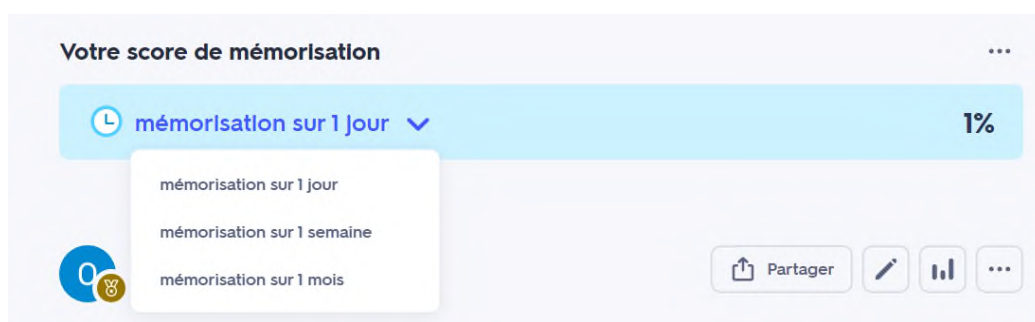 Votre score de mémorisation
mémorisation sur 1 jour
1%
mémorisation sur 1 jour
mémorisation sur 1 semaine
mémorisation sur 1 mois
Partager